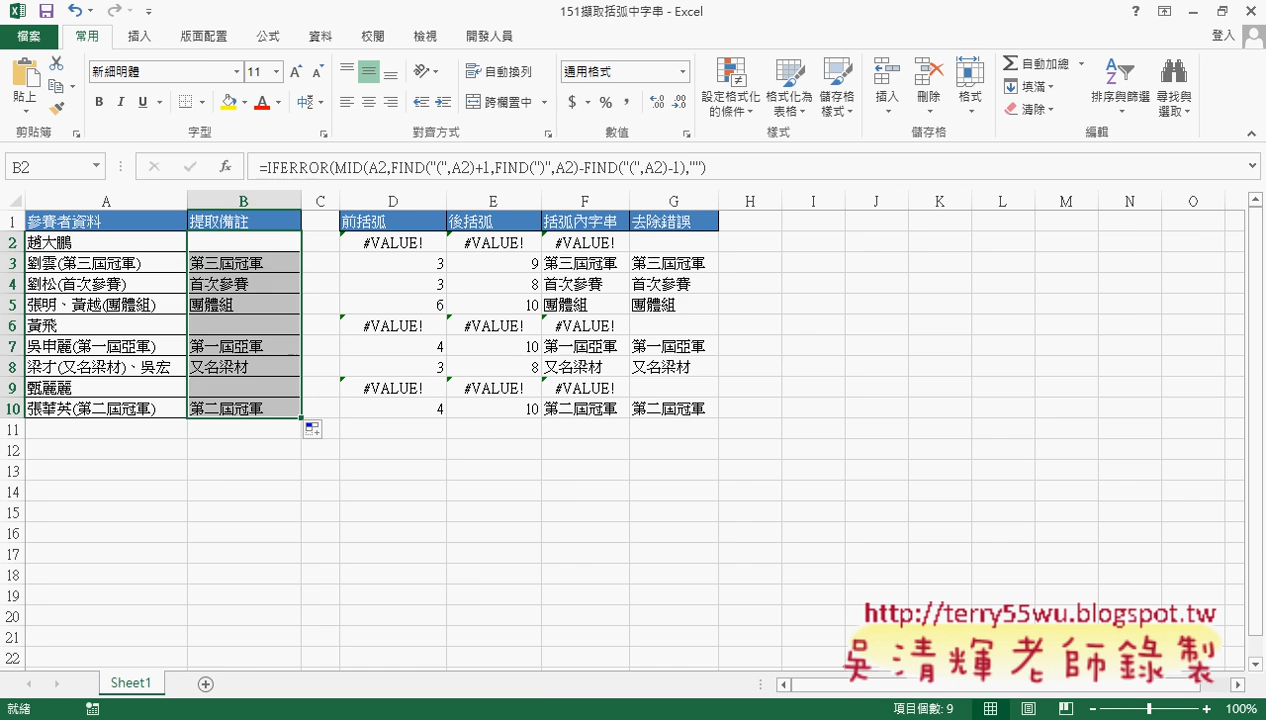 151擷取括弧中字串 - Excel
檔案 常用 插入 版面配置 公式 資料 校閱 檢視 開發人員 登入
貼上 剪貼簿
新細明體 11 B I U A 中 字型
自動換列 跨欄置中 對齊方式
通用格式 $ % , 數值
設定格式化的條件 格式化為表格 儲存格樣式 樣式
插入 刪除 格式 儲存格
Σ 自動加總 填滿 清除 排序與篩選 尋找與選取 編輯
B2 fx =IFERROR(MID(A2,FIND("(",A2)+1,FIND(")",A2)-FIND("(",A2)-1),"")
A B C D E F G H I J K L M N O
1 參賽者資料 提取備註 前括弧 後括弧 括弧內字串 去除錯誤
2 趙大鵬 #VALUE! #VALUE! #VALUE!
3 劉雲(第三屆冠軍) 第三屆冠軍 3 9 第三屆冠軍 第三屆冠軍
4 劉松(首次參賽) 首次參賽 3 8 首次參賽 首次參賽
5 張明、黃越(團體組) 團體組 6 10 團體組 團體組
6 黃飛 #VALUE! #VALUE! #VALUE!
7 吳申麗(第一屆亞軍) 第一屆亞軍 4 10 第一屆亞軍 第一屆亞軍
8 梁才(又名梁材)、吳宏 又名梁材 3 8 又名梁材 又名梁材
9 甄麗麗 #VALUE! #VALUE! #VALUE!
10 張華英(第二屆冠軍) 第二屆冠軍 4 10 第二屆冠軍 第二屆冠軍
11
12
13
14
15
16
17
18
19
20
21
22
http://terry55wu.blogspot.tw
吳清輝老師錄製
Sheet1
就緒 項目個數: 9 100%